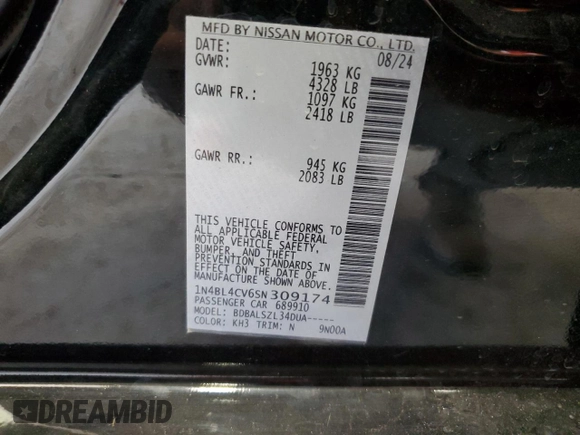 MFD BY NISSAN MOTOR CO., LTD.
DATE: 08/24
GVWR: 1963 KG
4328 LB
GAWR FR.: 1097 KG
2418 LB
GAWR RR.: 945 KG
2083 LB
THIS VEHICLE CONFORMS TO
ALL APPLICABLE FEDERAL
MOTOR VEHICLE SAFETY,
BUMPER, AND THEFT
PREVENTION STANDARDS IN
EFFECT ON THE DATE OF
MANUFACTURE SHOWN ABOVE.
1N4BL4CV6SN309174
PASSENGER CAR 689910
MODEL: BDBALSZL34DUA-----
COLOR: KH3 TRIM: N 9N00A
DREAMBID